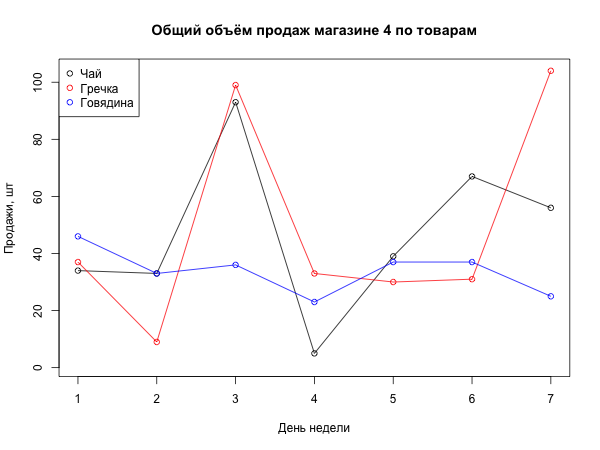 Общий объём продаж магазине 4 по товарам
Чай
Гречка
Говядина
Продажи, шт
100
80
60
40
20
0
1 2 3 4 5 6 7
День недели